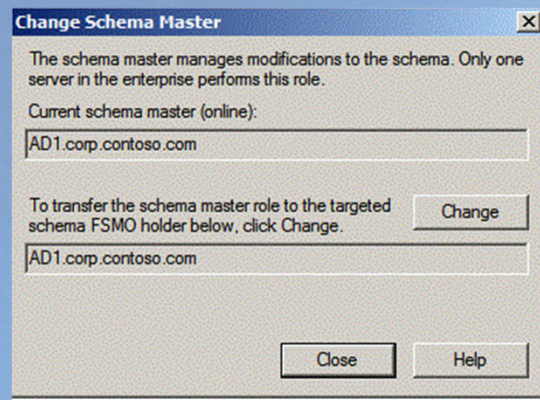 Change Schema Master
The schema master manages modifications to the schema. Only one
server in the enterprise performs this role.
Current schema master (online):
AD1.corp.contoso.com
To transfer the schema master role to the targeted
schema FSMO holder below, click Change.
Change
AD1.corp.contoso.com
Close
Help